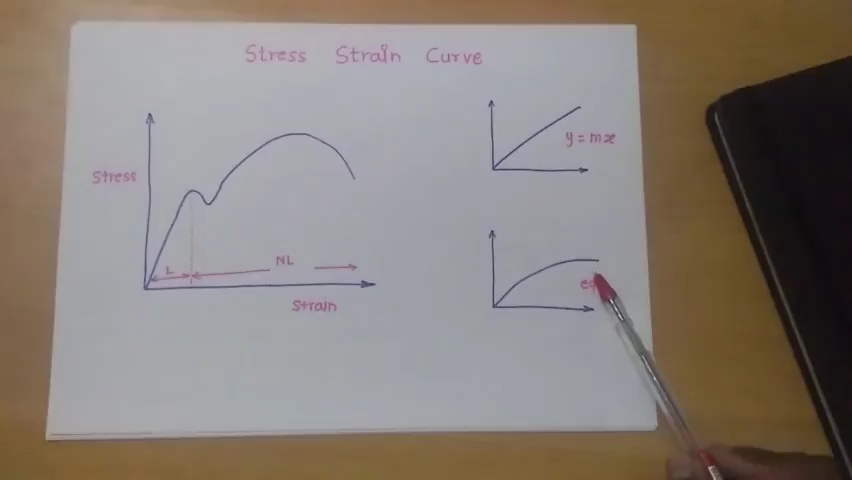 Stress Strain Curve
Stress
L
NL
Strain
y = mx